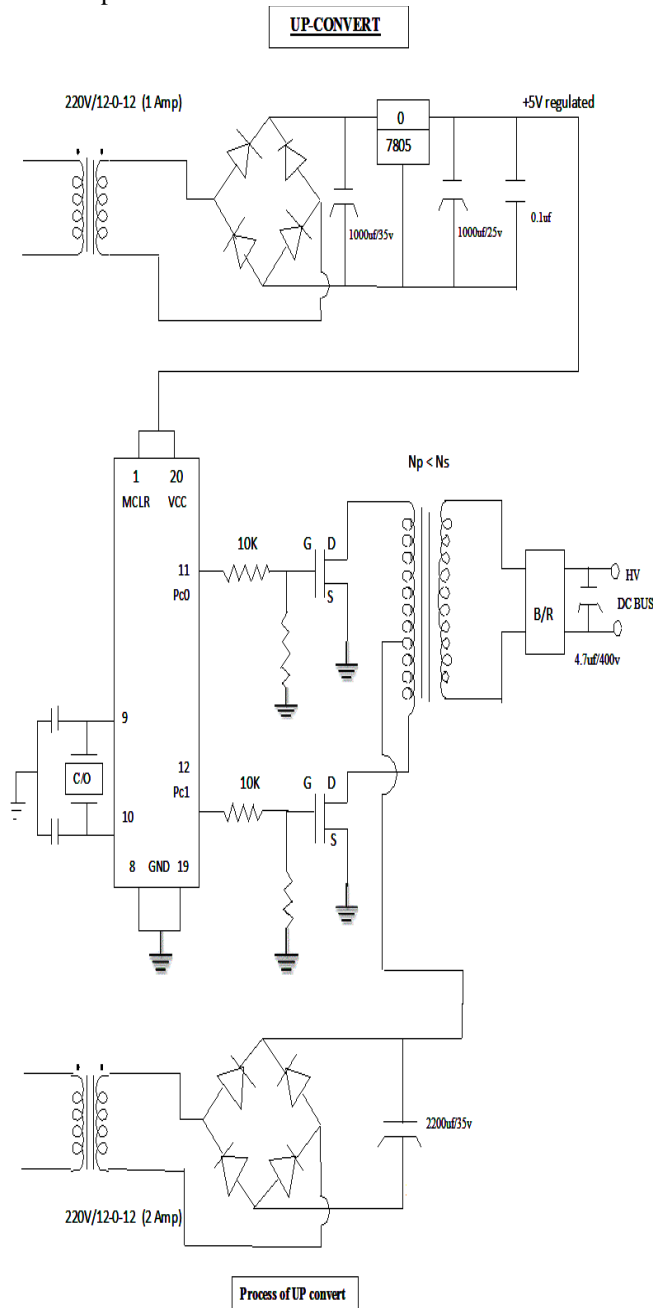 UP-CONVERT
220V/12-0-12 (1 Amp)
+5V regulated
0
7805
1000uf/35v
1000uf/25v
0.1uf
Np < Ns
1 20
MCLR VCC
11
Pc0
10K
G D
S
B/R
HV
DC BUS
4.7uf/400v
9
C/O
10
12
Pc1
10K
G D
S
8 GND 19
2200uf/35v
220V/12-0-12 (2 Amp)
Process of UP convert